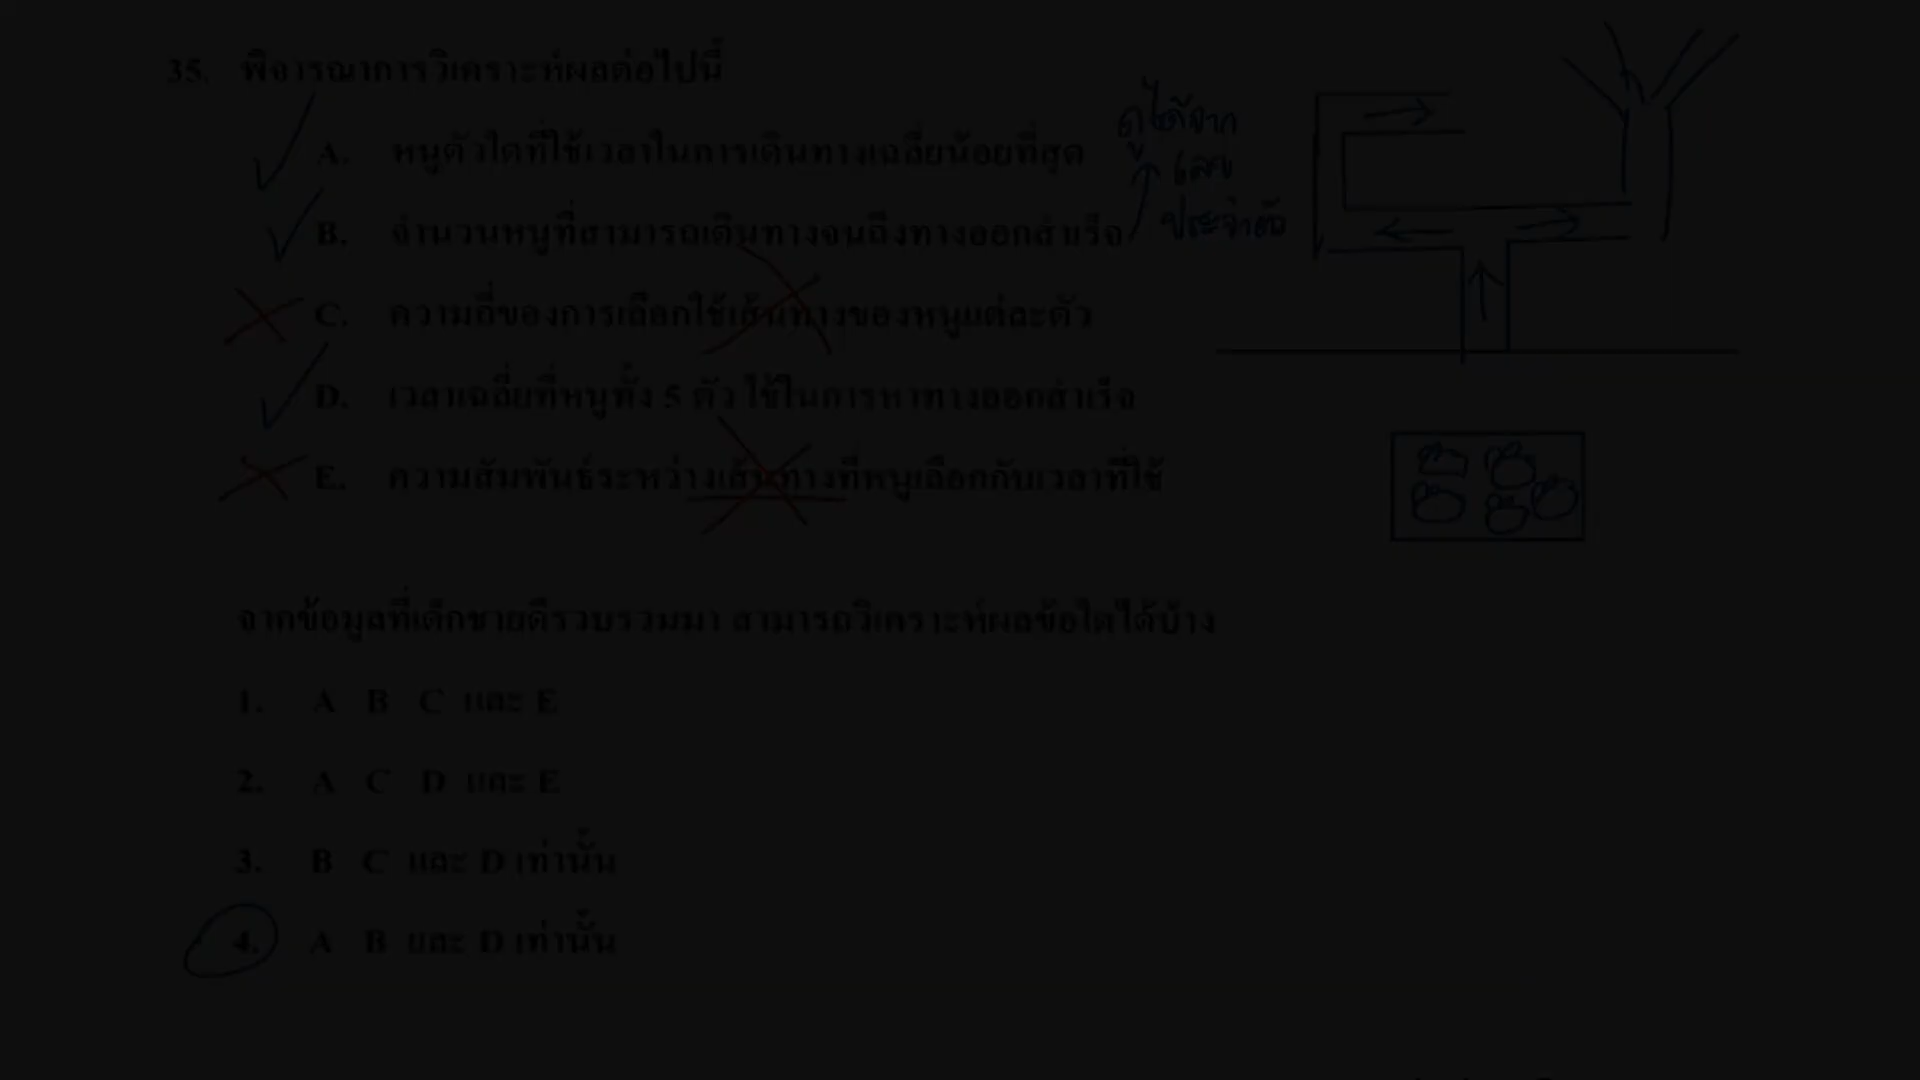 35. พิจารณาการวิเคราะห์ผลต่อไปนี้
A. หนูตัวใดที่ใช้เวลาในการเดินทางเฉลี่ยน้อยที่สุด
ดูได้จาก
เลข
ประจำตัว
B. จำนวนหนูที่สามารถเดินทางจนถึงทางออกสำเร็จ
C. ความถี่ของการเลือกใช้เส้นทางของหนูแต่ละตัว
D. เวลาเฉลี่ยที่หนูทั้ง 5 ตัว ใช้ในการหาทางออกสำเร็จ
E. ความสัมพันธ์ระหว่างเส้นทางที่หนูเลือกกับเวลาที่ใช้
จากข้อมูลที่เด็กชายดีรวบรวมมา สามารถวิเคราะห์ผลข้อใดได้บ้าง
1. A B C และ E
2. A C D และ E
3. B C และ D เท่านั้น
4. A B และ D เท่านั้น